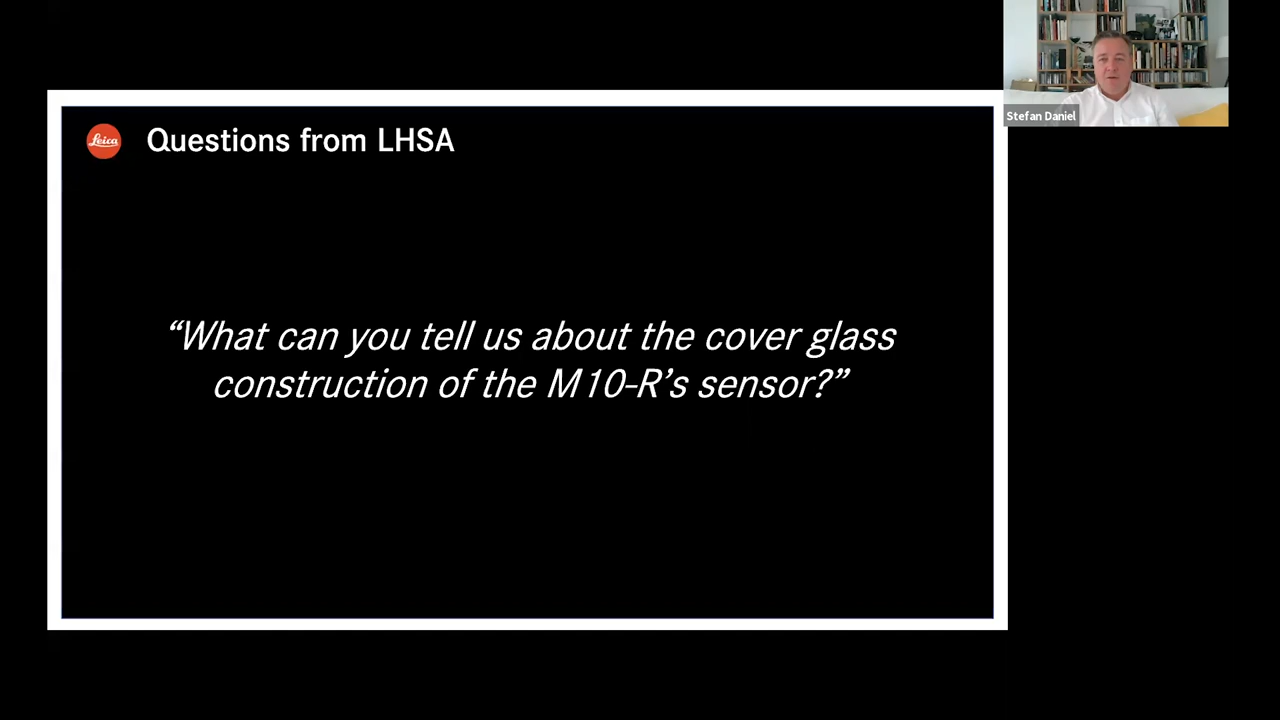 Stefan Daniel
Leica
Questions from LHSA
“What can you tell us about the cover glass
construction of the M10-R’s sensor?”